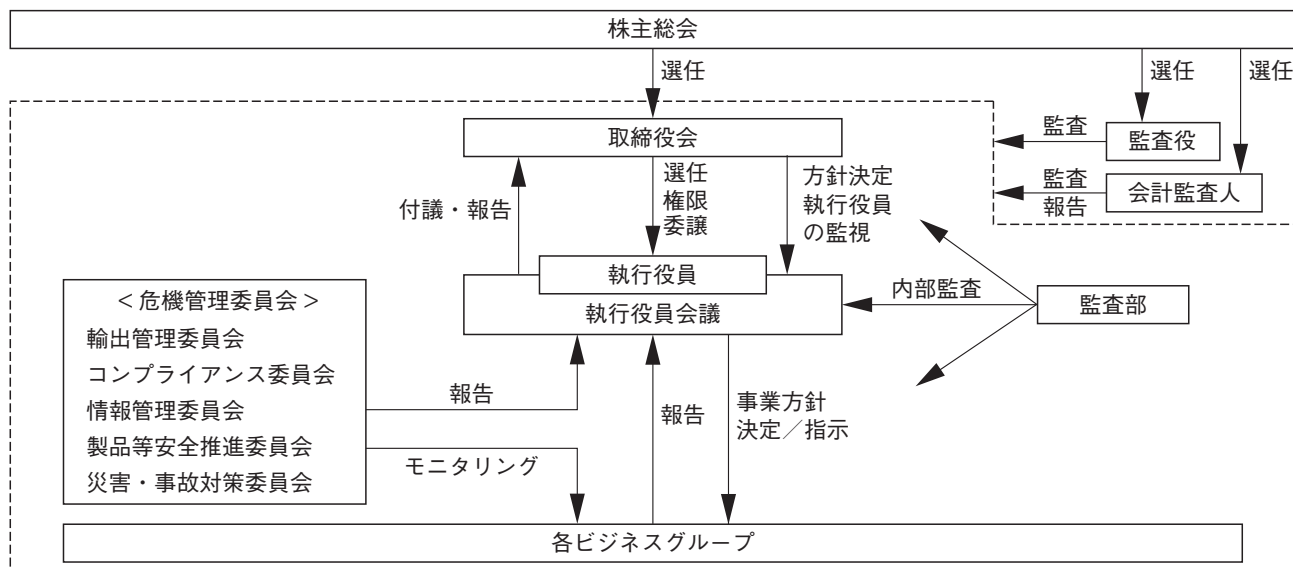 株主総会
選任
選任
選任
取締役会
監査
監査役
監査
報告
会計監査人
付議・報告
選任
権限
委譲
方針決定
執行役員
の監視
執行役員
執行役員会議
内部監査
監査部
＜危機管理委員会＞
輸出管理委員会
コンプライアンス委員会
情報管理委員会
製品等安全推進委員会
災害・事故対策委員会
報告
モニタリング
報告
事業方針
決定／指示
各ビジネスグループ